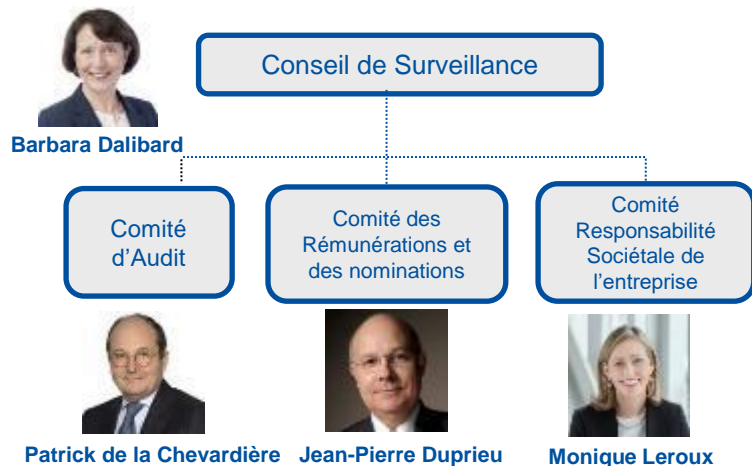 Conseil de Surveillance
Barbara Dalibard
Comité
d’Audit
Comité des
Rémunérations et
des nominations
Comité
Responsabilité
Sociétale de
l’entreprise
Patrick de la Chevardière
Jean-Pierre Duprieu
Monique Leroux